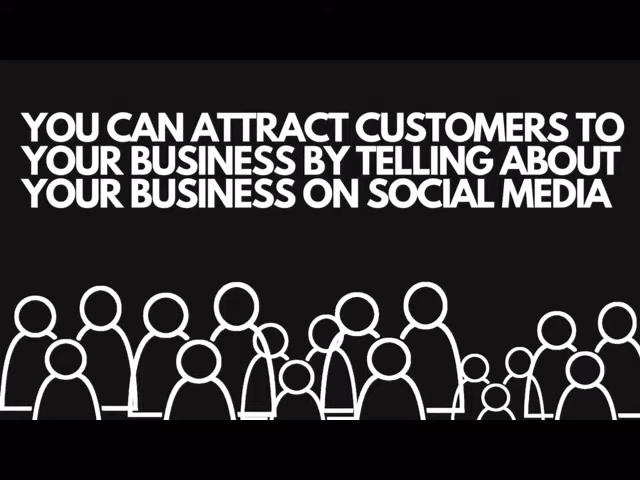 YOU CAN ATTRACT CUSTOMERS TO
YOUR BUSINESS BY TELLING ABOUT
YOUR BUSINESS ON SOCIAL MEDIA